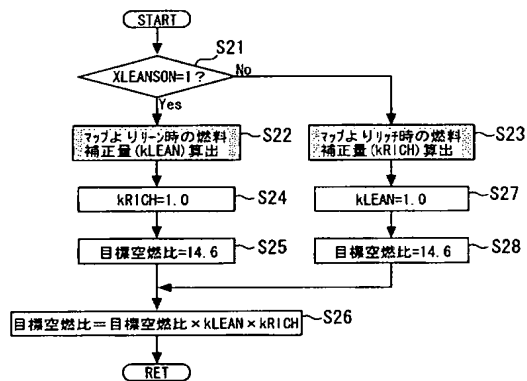 START
S21
XLEANSON=1?
No
Yes
マップよりリーン時の燃料
補正量(kLEAN)算出
S22
マップよりリッチ時の燃料
補正量(kRICH)算出
S23
kRICH=1.0
S24
kLEAN=1.0
S27
目標空燃比=14.6
S25
目標空燃比=14.6
S28
目標空燃比=目標空燃比×kLEAN×kRICH
S26
RET